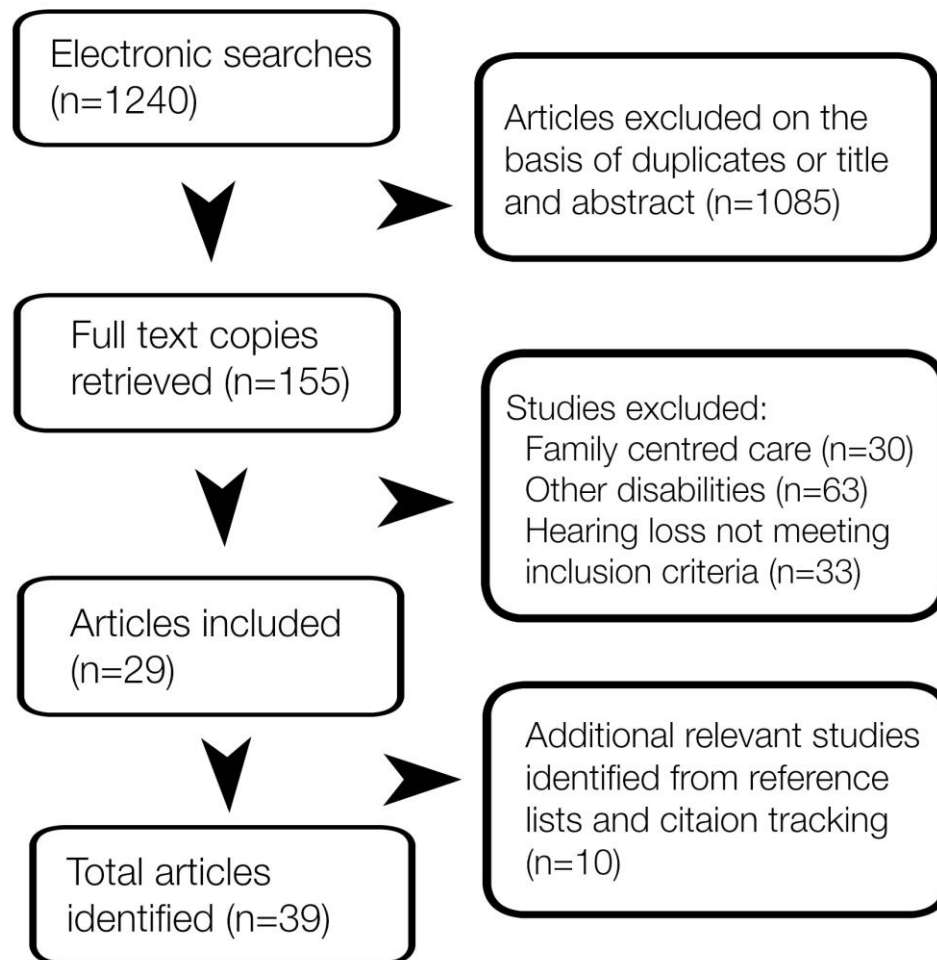 Electronic searches
(n=1240)
Articles excluded on the
basis of duplicates or title
and abstract (n=1085)
Full text copies
retrieved (n=155)
Studies excluded:
Family centred care (n=30)
Other disabilities (n=63)
Hearing loss not meeting
inclusion criteria (n=33)
Articles included
(n=29)
Additional relevant studies
identified from reference
lists and citaion tracking
(n=10)
Total articles
identified (n=39)